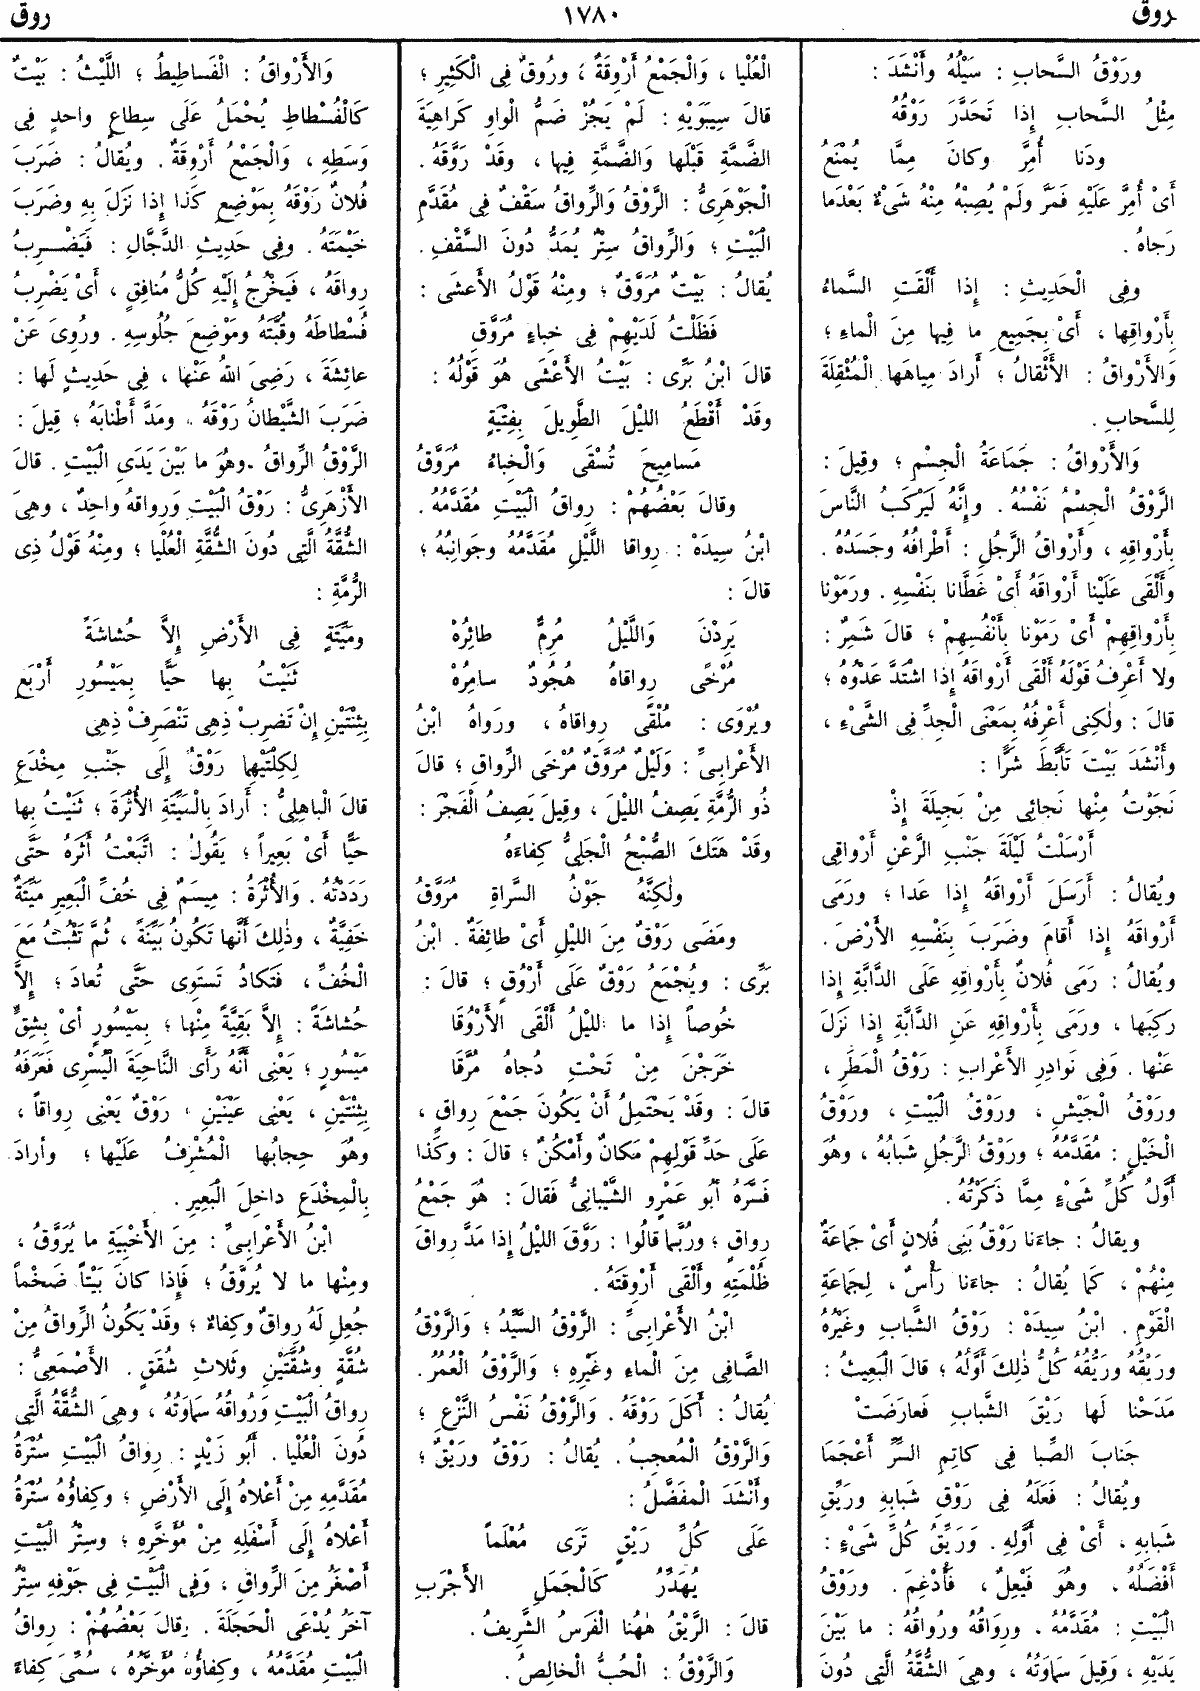 روق
١٧٨٠
روق
ورَوْقُ السَّحابِ : سَيْلُهُ وأَنْشَدَ :
مِثْلُ السَّحابِ إِذا تَحَدَّرَ رَوْقُهُ
ودَنا أُمِرَّ وكانَ مِمَّا يُمْنَعُ
أَىْ أُمِرَّ عَلَيْهِ فَمَرَّ ولَمْ يُصِبْهُ مِنْهُ شَىْءٌ بَعْدَما
رَجاهُ .
وفِى الْحَدِيثِ : إِذا أَلْقَتِ السَّماءُ
بِأَرْواقِها ، أَىْ بِجَمِيعِ ما فِيها مِنَ الْماءِ ؛
وَالأَرْواقُ : الأَثْقالُ ؛ أَرادَ مِياهَها الْمُثْقِلَةَ
لِلسَّحابِ .
وَالأَرْواقُ : جَمَاعَةُ الْجِسْمِ ؛ وقِيلَ :
الرَّوْقُ الْجِسْمُ نَفْسُهُ . وإِنَّهُ لَيَرْكَبُ النَّاسَ
بِأَرْواقِهِ ، وأَرْواقُ الرَّجُلِ : أَطْرافُهُ وجَسَدُهُ .
وأَلْقَى عَلَيْنا أَرْواقَهُ أَىْ غَطَّانا بِنَفْسِهِ . ورَمَوْنا
بِأَرْواقِهِمْ أَىْ رَمَوْنا بِأَنْفُسِهِمْ ؛ قالَ شَمِرٌ :
ولا أَعْرِفُ قَوْلَهُ أَلْقَى أَرْواقَهُ إِذا اشْتَدَّ عَدْوُهُ ؛
قالَ : ولٰكِنِى أَعْرِفُهُ بِمَعْنَى الْجِدِّ فِى الشَّىْءِ ،
وأَنْشَدَ بَيْتَ تَأَبَّطَ شَرًّا :
نَجَوْتُ مِنْها نَجائِى مِنْ بَجِيلَةَ إِذْ
أَرْسَلْتُ لَيْلَةَ جَنْبِ الرَّعْنِ أَرْواقِى
ويُقالُ : أَرْسَلَ أَرْواقَهُ إِذا عَدا ؛ ورَمَى
أَرْواقَهُ إِذا أَقامَ وضَرَبَ بِنَفْسِهِ الأَرْضَ .
ويُقالُ : رَمَى فُلانٌ بِأَرْواقِهِ عَلَى الدَّابَّةِ إِذا
رَكِبَها ، ورَمَى بِأَرْواقِهِ عَنِ الدَّابَّةِ إِذا نَزَلَ
عَنْها . وَفِى نَوادِرِ الأَعْرابِ : رَوْقُ الْمَطَرِ ،
ورَوْقُ الْجَيْشِ ، ورَوْقُ الْبَيْتِ ، ورَوْقُ
الْخَيْلِ : مُقَدَّمُهُ ؛ ورَوْقُ الرَّجُلِ شَبابُهُ ، وهُوَ
أَوَّلُ كُلِّ شَىْءٍ مِمَّا ذَكَرْتُهُ .
ويقالُ : جاءَنا رَوْقُ بَنِى فُلانٍ أَىْ جَماعَةٌ
مِنْهُمْ ، كَما يُقالُ : جاءَنا رَأْسٌ ، لِجَماعَةِ
الْقَوْمِ . ابْنُ سِيدَهْ : رَوْقُ الشَّبابِ وغَيْرِهُ
ورَيْقُهُ ورَيِّقُهُ كُلُّ ذٰلِكَ أَوَّلُهُ ؛ قالَ الْبَعِيثُ :
مَدَحْنا لَها رَيْقَ الشَّبابِ فَعارَضَتْ
جَنابَ الصِّبا فِى كاتِمِ السِّرِّ أَعْجَمَا
ويُقالُ : فَعَلَهُ فِى رَوْقِ شَبابِهِ ورَيِّقِ
شَبابِهِ ، أَىْ فِى أَوَّلِهِ . وَرَيِّقُ كُلِّ شَىْءٍ :
أَفْضَلُهُ . وهُوَ فَيْعِلٌ ، فَأُدْغِمَ . ورَوْقُ
الْبَيْتِ : مُقَدَّمُهُ . ورِواقُهُ ورُواقُهُ : ما بَيْنَ
يَدَيْهِ ، وَقِيلَ سَماوَتُهُ ، وهِىَ الشُّقَّةُ الَّتِى دُونَ
الْعُلْيا ، وَالْجَمْعُ أَرْوِقَةٌ ، ورُوقٌ فِى الْكَثِيرِ ؛
قالَ سِيبَوَيْهِ : لَمْ يَجُزْ ضَمُّ الْواوِ كَراهِيَةَ
الضَّمَّةِ قَبْلَها وَالضَّمَّةِ فِيها ، وقَدْ رَوَّقَهُ .
الْجَوْهَرِىُّ : الرَّوْقُ وَالرِّواقُ سَقْفٌ فِى مُقَدَّمِ
الْبَيْتِ ؛ وَالرِّواقُ سِتْرٌ يُمَدُّ دُونَ السَّقْفِ .
يُقالُ : بَيْتٌ مُرَوَّقٌ ؛ ومِنْهُ قَوْلُ الأَعشى :
فَظَلْتُ لَدَيْهِمْ فِى خِباءٍ مُرَوَّقٍ
قالَ ابْنُ بَرِّى : بَيْتُ الأَعْشَى هُوَ قَوْلُهُ :
وقَدْ أَقْطَعُ الليْلَ الطَّوِيلَ بِفِتْيَةٍ
مَسامِيحَ تُسْقَى وَالْخِباءُ مُرَوَّقُ
وقالَ بَعْضُهُمْ : رِواقُ الْبَيْتِ مُقَدَّمُهُ .
ابْنُ سِيدَهْ : رِواقا اللَّيْلِ مُقَدَّمُهُ وجَوانِبُهُ ؛
قالَ :
يَرِدْنَ وَاللَّيْلُ مُرِمٌّ طائِرُهْ
مُرْخًى رِواقاهُ هُجُودٌ سامِرُهْ
ويُرْوَى : مُلْقًى رِواقاهُ ، ورَواهُ ابْنُ
الأَعْرابِىِّ : وَلَيْلٌ مُرَوَّقٌ مُرْخَى الرِّواقِ ؛ قالَ
ذُو الرُّمَّةِ يَصِفُ الليْلَ ، وقِيلَ يَصِفُ الْفَجْرَ :
وقَدْ هَتَكَ الصُّبْحُ الْجَلِىُّ كِفاءَهُ
ولٰكِنَّهُ جَوْنُ السَّراةِ مُرَوَّقُ
ومَضَى رَوْقٌ مِنَ الليْلِ أَىْ طائِفَةٌ . ابْنُ
بَرِّى : ويُجْمَعُ رَوْقٌ عَلَى أَرْوُقٍ ؛ قالَ :
خُوصاً إِذا ما الليْلُ أَلْقَى الأَرْوُقَا
خَرَجْنَ مِنْ تَحْتِ دُجاهُ مُرَّقَا
قالَ : وقَدْ يَحْتَمِلُ أَنْ يَكُونَ جَمْعَ رِواقٍ ،
عَلَى حَدِّ قَوْلِهِمْ مَكانٌ وأَمْكُنٌ ؛ قالَ : وكَذا
فَسَّرَهُ أَبُو عَمْرٍو الشَّيْبانِىُّ فَقالَ : هُوَ جَمْعُ
رِواقٍ ؛ ورُبَّما قالُوا : رَوَّقَ الليْلُ إِذا مَدَّ رِواقَ
ظُلْمَتِهِ وأَلْقَى أَرْوِقَتَهُ .
ابْنُ الأَعْرابِىِّ : الرَّوْقُ السَّيِّدُ ؛ وَالرَّوْقُ
الصَّافِى مِنَ الْماءِ وغَيْرِهِ ؛ وَالرَّوْقُ الْعُمُرُ .
يُقالُ : أَكَلَ رَوْقَهُ . وَالرَّوْقُ نَفْسُ النَّزْعِ ؛
وَالرَّوْقُ الْمُعجِبُ . يُقالُ : رَوْقٌ ورَيْقٌ ؛
وأَنْشَدَ الْمفَضَّلُ :
عَلَى كُلِّ رَيْقٍ تَرَى مُعْلَماً
يُهَدِّرُ كَالْجَمَلِ الأَجْرَبِ
قالَ : الرَّيْقُ هٰهُنا الْفَرَسُ الشَّرِيفُ .
وَالرَّوْقُ : الْحُبُّ الْخالِصُ .
وَالأَرْواقُ : الْفَساطِيطُ ؛ اللَّيْثُ : بَيْتٌ
كَالْفُسْطاطِ يُحْمَلُ عَلَى سِطاعٍ واحدٍ فِى
وَسَطِهِ ، وَالْجَمْعُ أَرْوِقَةٌ . ويُقالُ : ضَرَبَ
فُلانٌ رَوْقَهُ بِمَوْضِعِ كَذا إِذا نَزَلَ بِهِ وضَرَبَ
خَيْمَتَهُ . وفِى حَدِيثِ الدَّجَّالِ : فَيَضْرِبُ
رِواقَهُ ، فَيَخْرُجُ إِلَيْهِ كُلُّ مُنافِقٍ ، أَىْ يَضْرِبُ
فُسْطاطَهُ وقُبَّتَهُ ومَوْضِعَ جُلُوسِهِ . ورُوِىَ عَنْ
عائِشَةَ ، رَضِىَ اللهُ عَنْها ، فِى حَدِيثٍ لَها :
ضَرَبَ الشَّيْطانُ رَوْقَهُ ، ومَدَّ أَطْنابَهُ ؛ قِيلَ :
الرَّوْقُ الرِّواقُ . وهُوَ ما بَيْنَ يَدَىِ الْبَيْتِ . قالَ
الأَزْهَرِىُّ : رَوْقُ الْبَيْتِ وَرِواقهُ واحِدٌ ، وهِىَ
الشُّقَّةُ الَّتِى دُونَ الشُّقَّةِ الْعُلْيا ؛ ومِنْهُ قَوْلُ ذِى
الرُّمَّةِ :
ومَيِّتَةٍ فِى الأَرْضِ إِلاَّ حُشاشَةً
ثَنَيْتُ بِها حَيًّا بِمَيْسُورِ أَرْبَعِ
بِثِنْتَيْنِ إِنْ تَضرِبْ ذِهِى تَنْصَرِفْ ذِهِى
لِكِلْتَيْهِما رَوْقٌ إِلَى جَنْبِ مِخْدَعِ
قالَ الْباهِلِىُّ : أَرادَ بِالْمَيِّتَةِ الأُثْرَةَ ؛ ثَنَيْتُ بِها
حَيًّا أَىْ بَعِيراً ؛ يَقُولُ : اتَّبَعْتُ أَثَرَهُ حَتَّى
رَدَدْتُهُ . وَالأُثْرَةُ : مِيسَمٌ فِى خُفِّ الْبَعِيرِ مَيِّتَةٌ
خَفِيَّةٌ ، وذٰلِكَ أَنَّها تَكُونُ بَيِّنَةً ، ثُمَّ تَثْبُتُ مَعَ
الْخُفِّ ، فَتَكادُ تَستَوِى حَتَّى تُعادَ ؛ إِلاَّ
حُشاشَةً : إِلاَّ بَقِيَّةً مِنْها ؛ بِمَيْسُورٍ أَىْ بِشِقٍّ
مَيْسُورٍ ؛ يَعْنِى أَنَّهُ رَأَى النَّاحِيَةَ الْيُسْرَى فَعَرَفَهُ
بِثِنْتَيْنِ ، يَعْنِى عَيْنَيْنِ ، رَوْقٌ يَعْنِى رِواقاً ،
وهُوَ حِجابُها الْمُشْرِفُ عَلَيْها ؛ وأرادَ
بِالْمِخْدَعِ داخِلَ الْبَعِيرِ .
ابْنُ الأَعْرابِىِّ : مِنَ الأَخْبِيَةِ ما يُرَوَّقُ ،
ومِنْها ما لا يُرَوَّقُ ؛ فَإِذا كانَ بَيْتاً ضَخْماً
جُعِلَ لَهُ رِواقٌ وكِفاءٌ ؛ وقَدْ يَكُونُ الرِّواقُ مِنْ
شُقَّةٍ وشُقَّتَيْنِ وثَلاثِ شُقَقٍ . الأَصْمَعِىُّ :
رِواقُ الْبَيْتِ وَرُواقُهُ سَماوَتُهُ ، وهِىَ الشُّقَّةُ الَّتِى
دُونَ الْعُلْيا . أَبُو زَيْدٍ : رِواقُ الْبَيْتِ سُتْرَةُ
مُقَدَّمِهِ مِنْ أَعْلاهُ إِلَى الأَرْضِ ؛ وكِفاؤُهُ سُتْرَةُ
أَعْلاهُ إِلَى أَسْفَلِهِ مِنْ مُؤَخَّرِهِ ؛ وسِتْرُ الْبَيْتِ
أَصْغَرُ مِنَ الرِّواقِ ، وَفِى الْبَيْتِ فِى جَوْفِهِ سِتْرٌ
آخَرُ يُدْعَى الْحَجَلَةَ . وقالَ بَعْضُهُمْ : رِواقُ
الْبَيْتِ مُقَدَّمُهُ ، وكِفاؤُهُ مُؤَخَّرُهُ ، سُمِّىَ كِفاءً